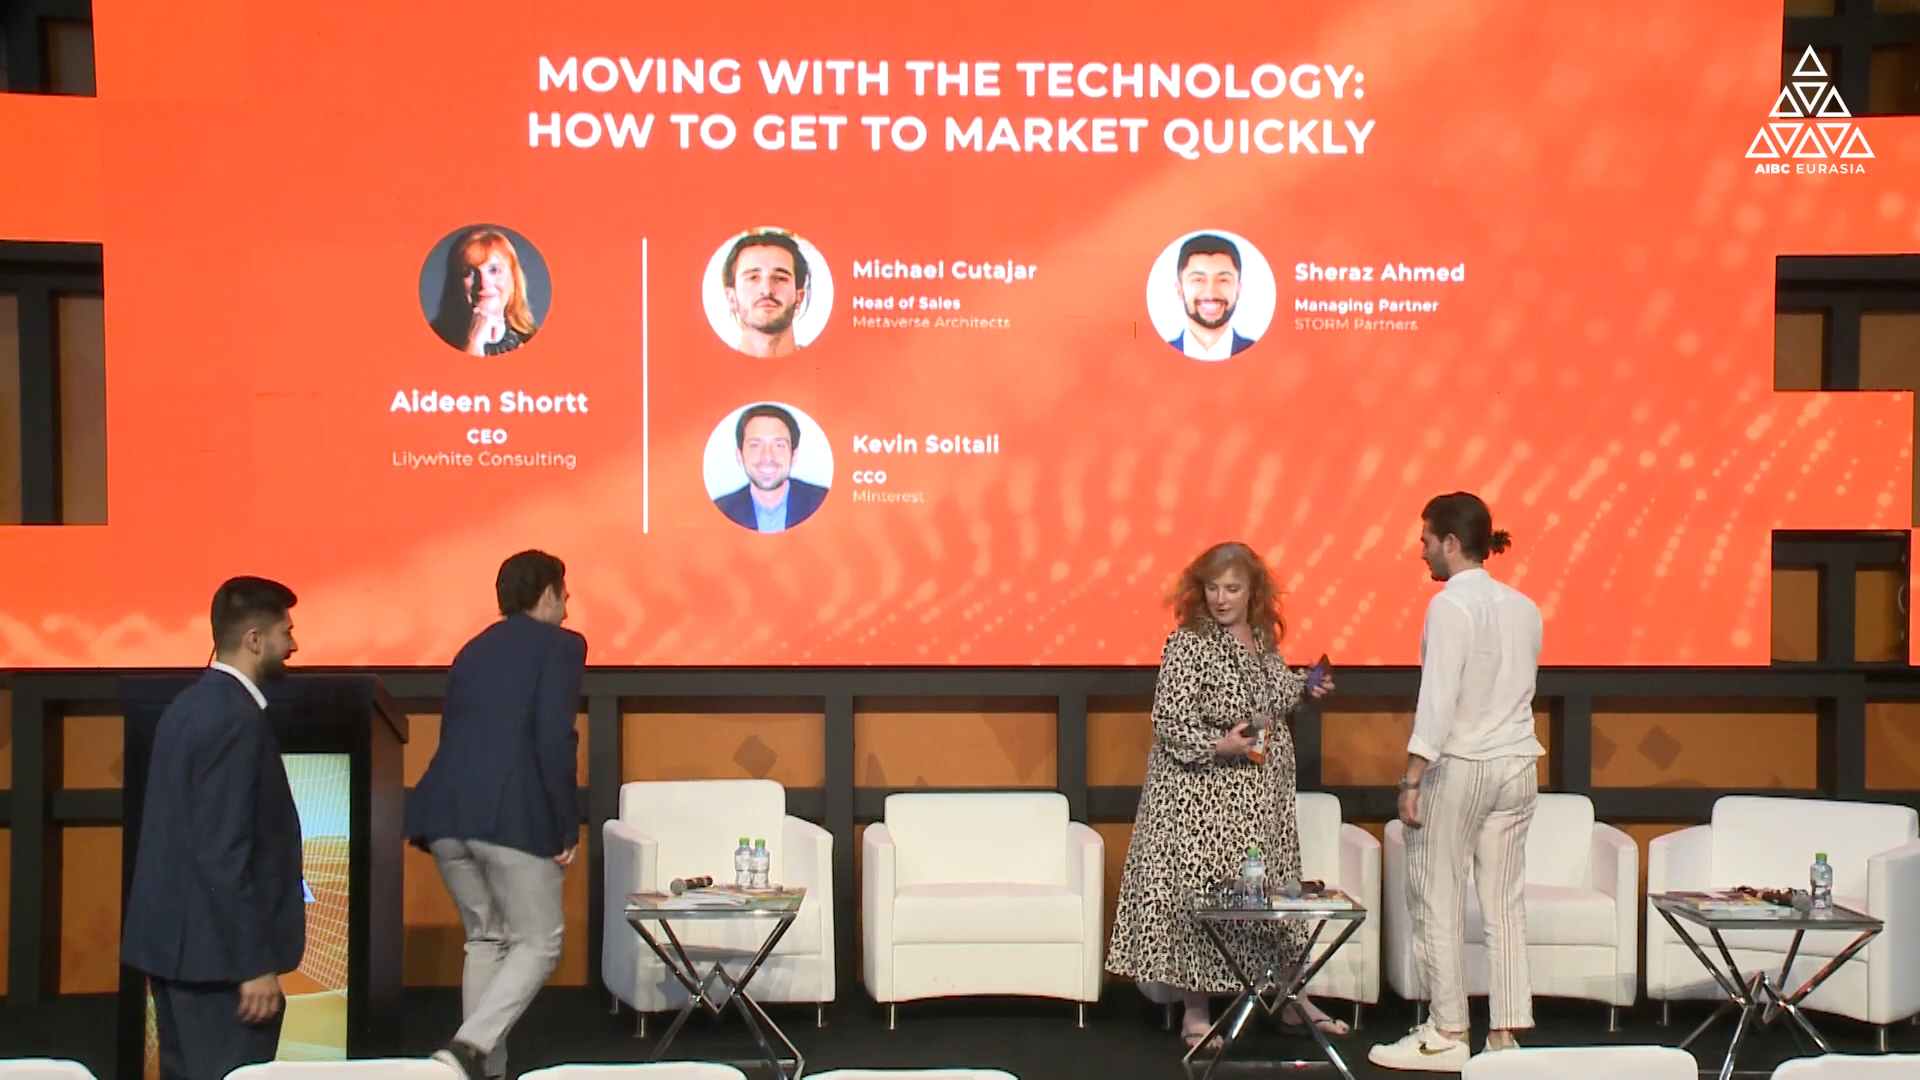 MOVING WITH THE TECHNOLOGY:
HOW TO GET TO MARKET QUICKLY
AIBC EURASIA
Aideen Shortt
CEO
Lilywhite Consulting
Michael Cutajar
Head of Sales
Metaverse Architects
Sheraz Ahmed
Managing Partner
STORM Partners
Kevin Soltali
CCO
Minterest